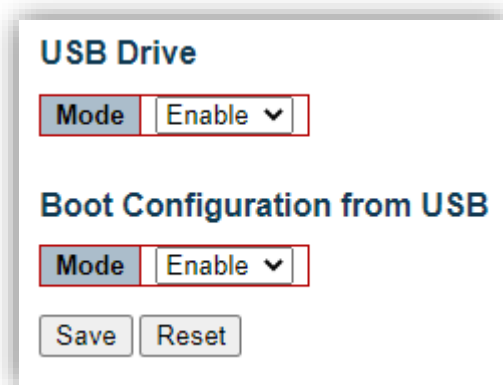 USB Drive
Mode Enable
Boot Configuration from USB
Mode Enable
Save Reset